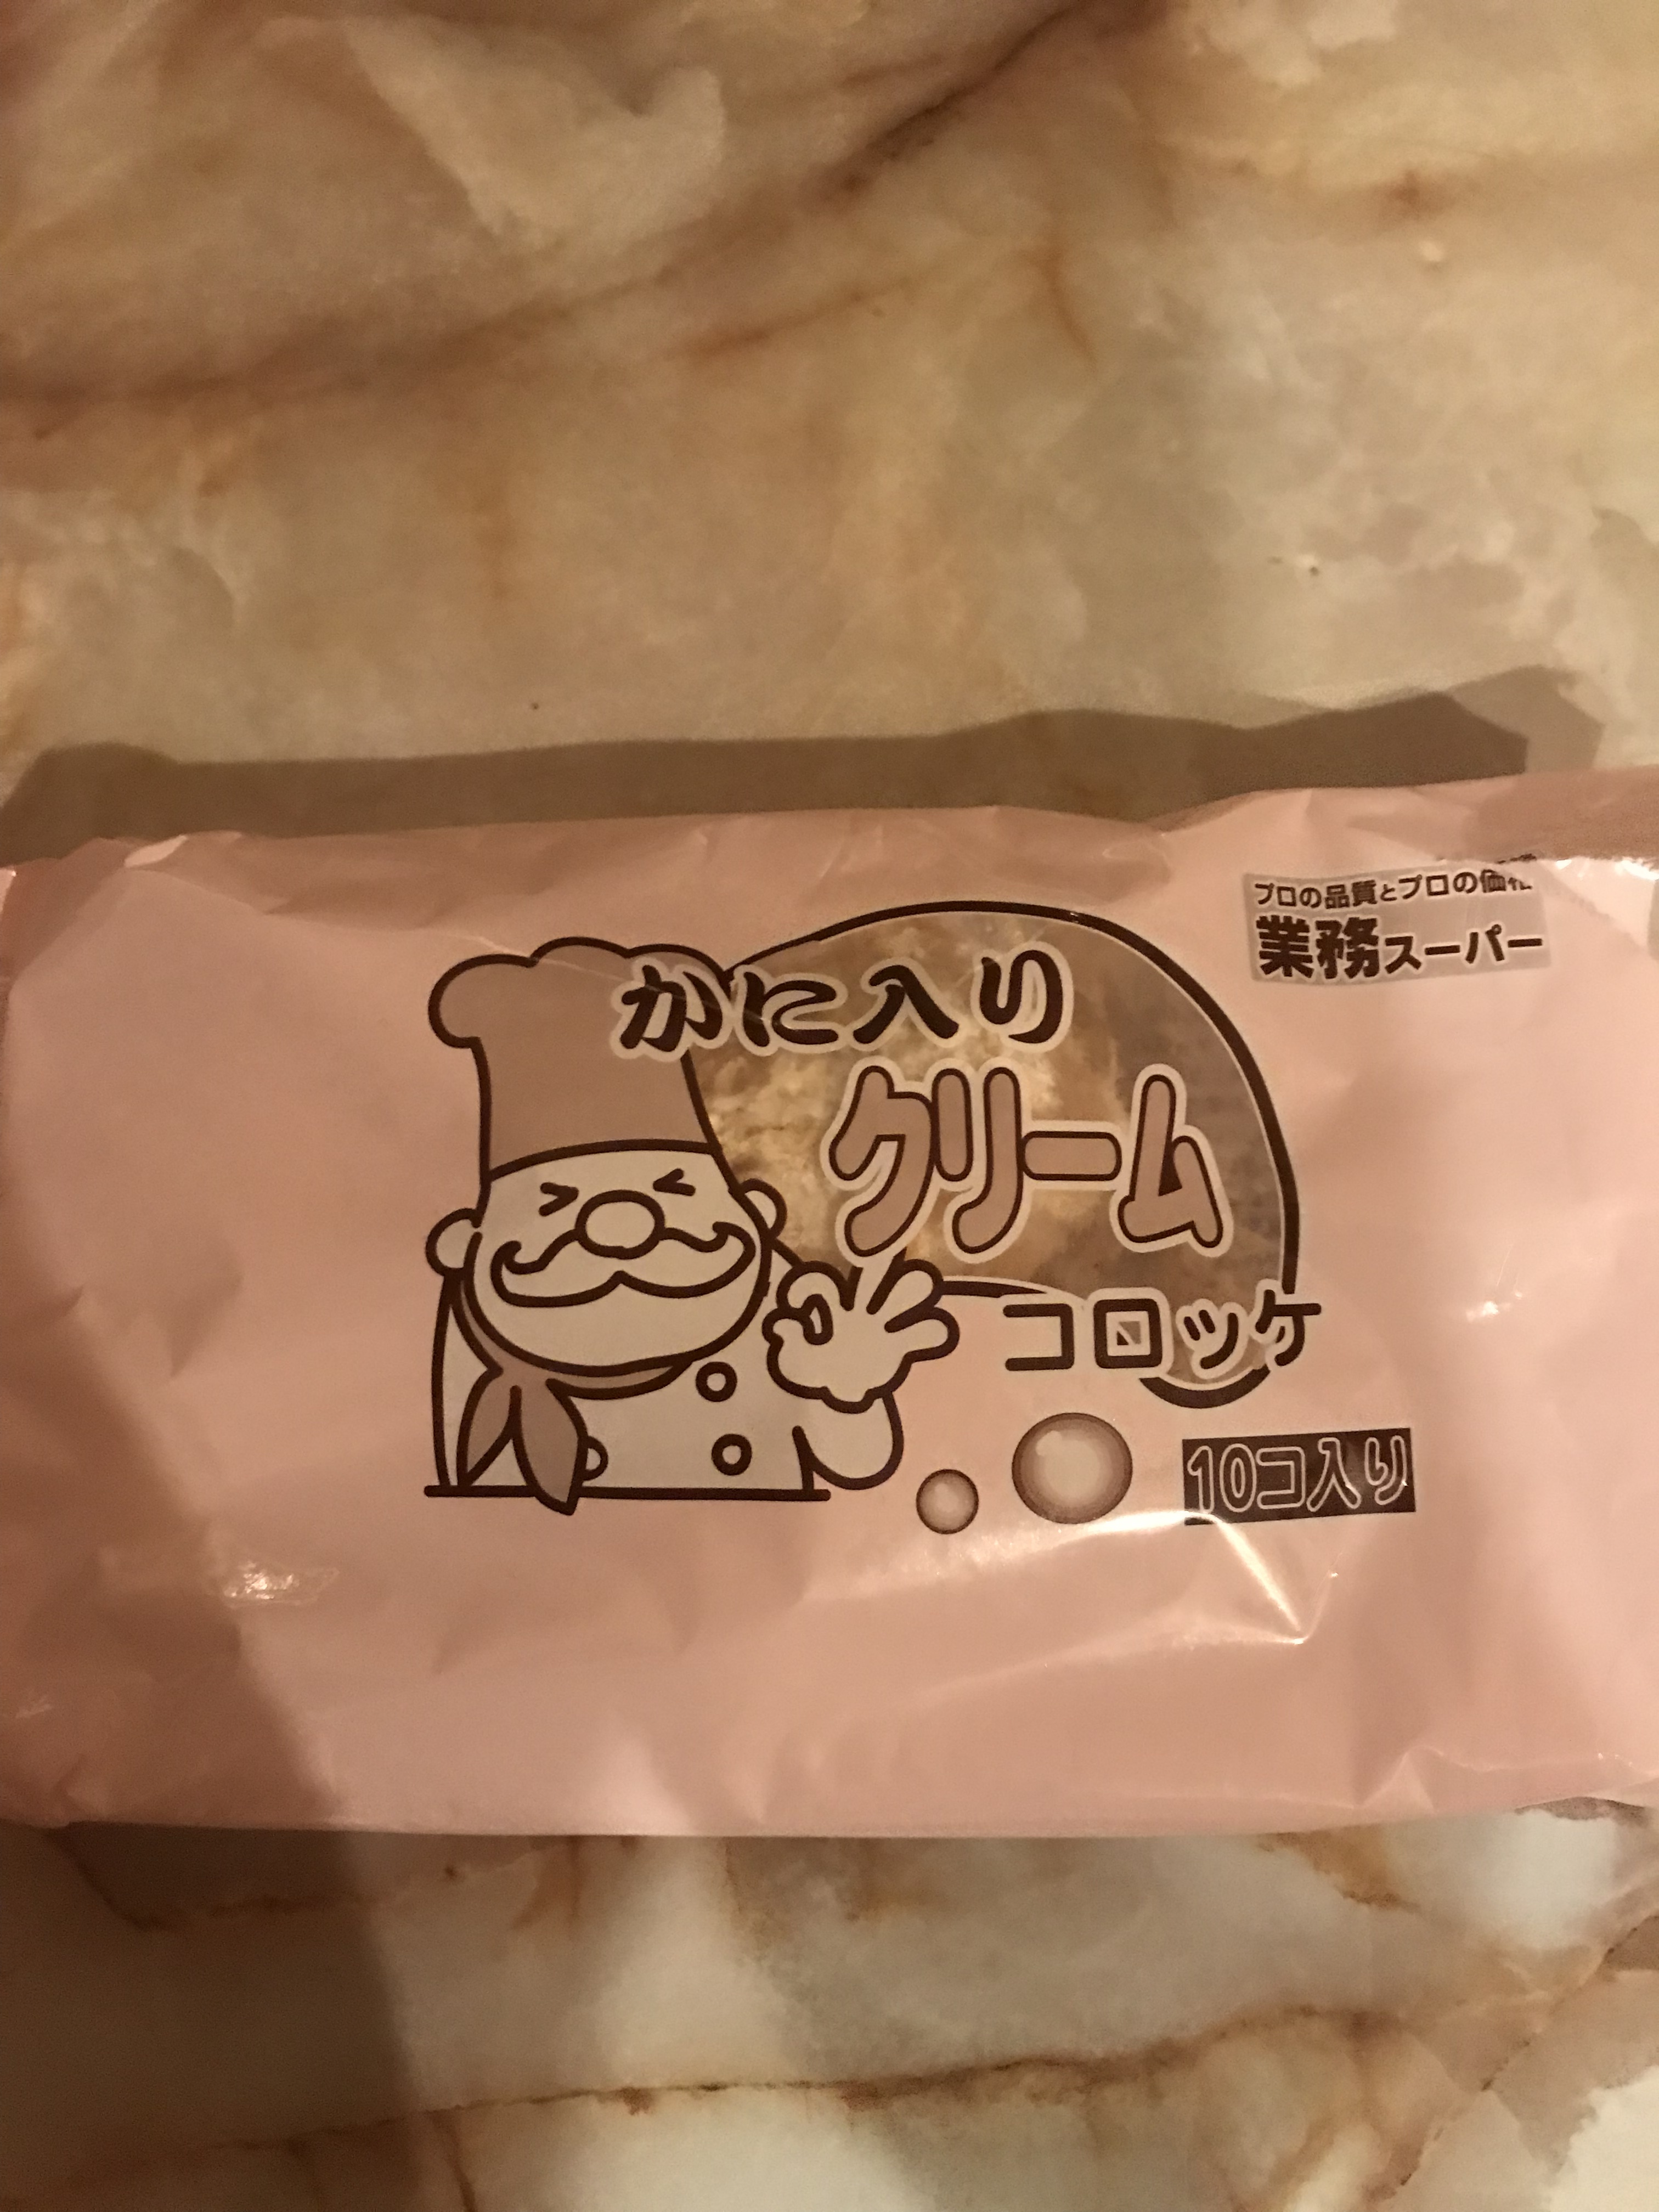 プロの品質とプロの価格
業務スーパー
かに入り
クリーム
コロッケ
10コ入り